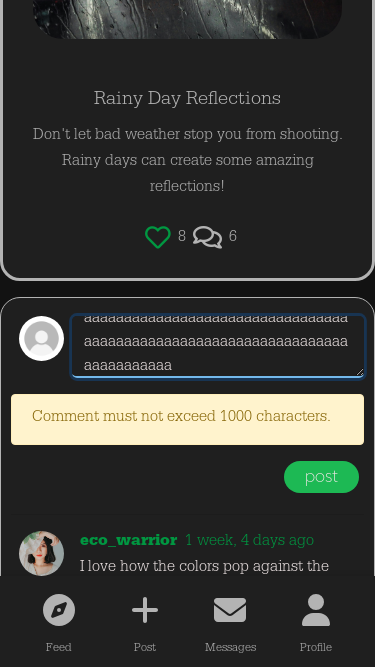 Rainy Day Reflections
Don't let bad weather stop you from shooting.
Rainy days can create some amazing
reflections!
8 6
aaaaaaaaaaaaaaaaaaaaaaaaaaaaaaaaa
aaaaaaaaaaaaaaaaaaaaaaaaaaaaaaaaa
aaaaaaaaaaa
Comment must not exceed 1000 characters.
post
eco_warrior 1 week, 4 days ago
I love how the colors pop against the
Feed Post Messages Profile